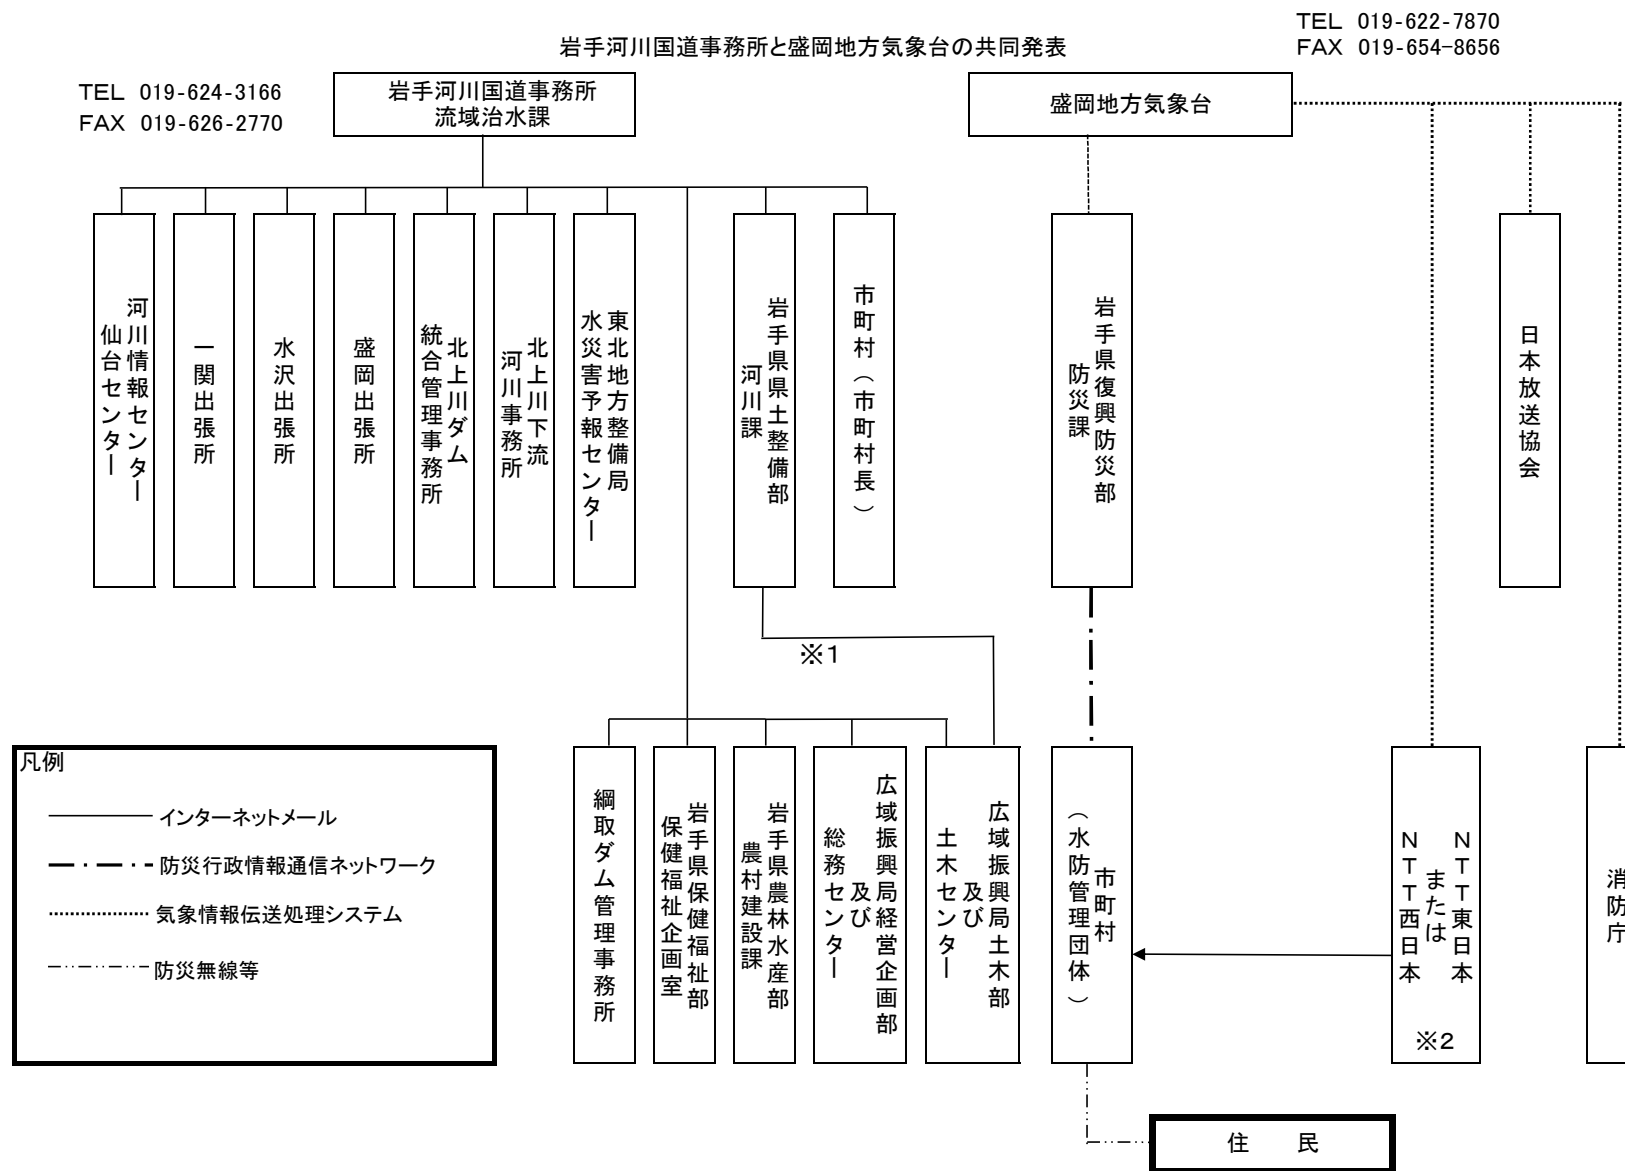 岩手河川国道事務所と盛岡地方気象台の共同発表
TEL 019-622-7870
FAX 019-654-8656
TEL 019-624-3166
FAX 019-626-2770
岩手河川国道事務所
流域治水課
盛岡地方気象台
河川情報センター
仙台センター
一関出張所
水沢出張所
盛岡出張所
北上川ダム
統合管理事務所
北上川下流
河川事務所
東北地方整備局
水災害予報センター
岩手県県土整備部
河川課
市町村（市町村長）
岩手県復興防災部
防災課
日本放送協会
※1
凡例
インターネットメール
防災行政情報通信ネットワーク
気象情報伝送処理システム
防災無線等
綱取ダム管理事務所
岩手県保健福祉部
保健福祉企画室
岩手県農林水産部
農村建設課
広域振興局経営企画部
及び
総務センター
広域振興局土木部
及び
土木センター
市町村
（水防管理団体）
ＮＴＴ東日本
または
ＮＴＴ西日本
※2
消防庁
住　民